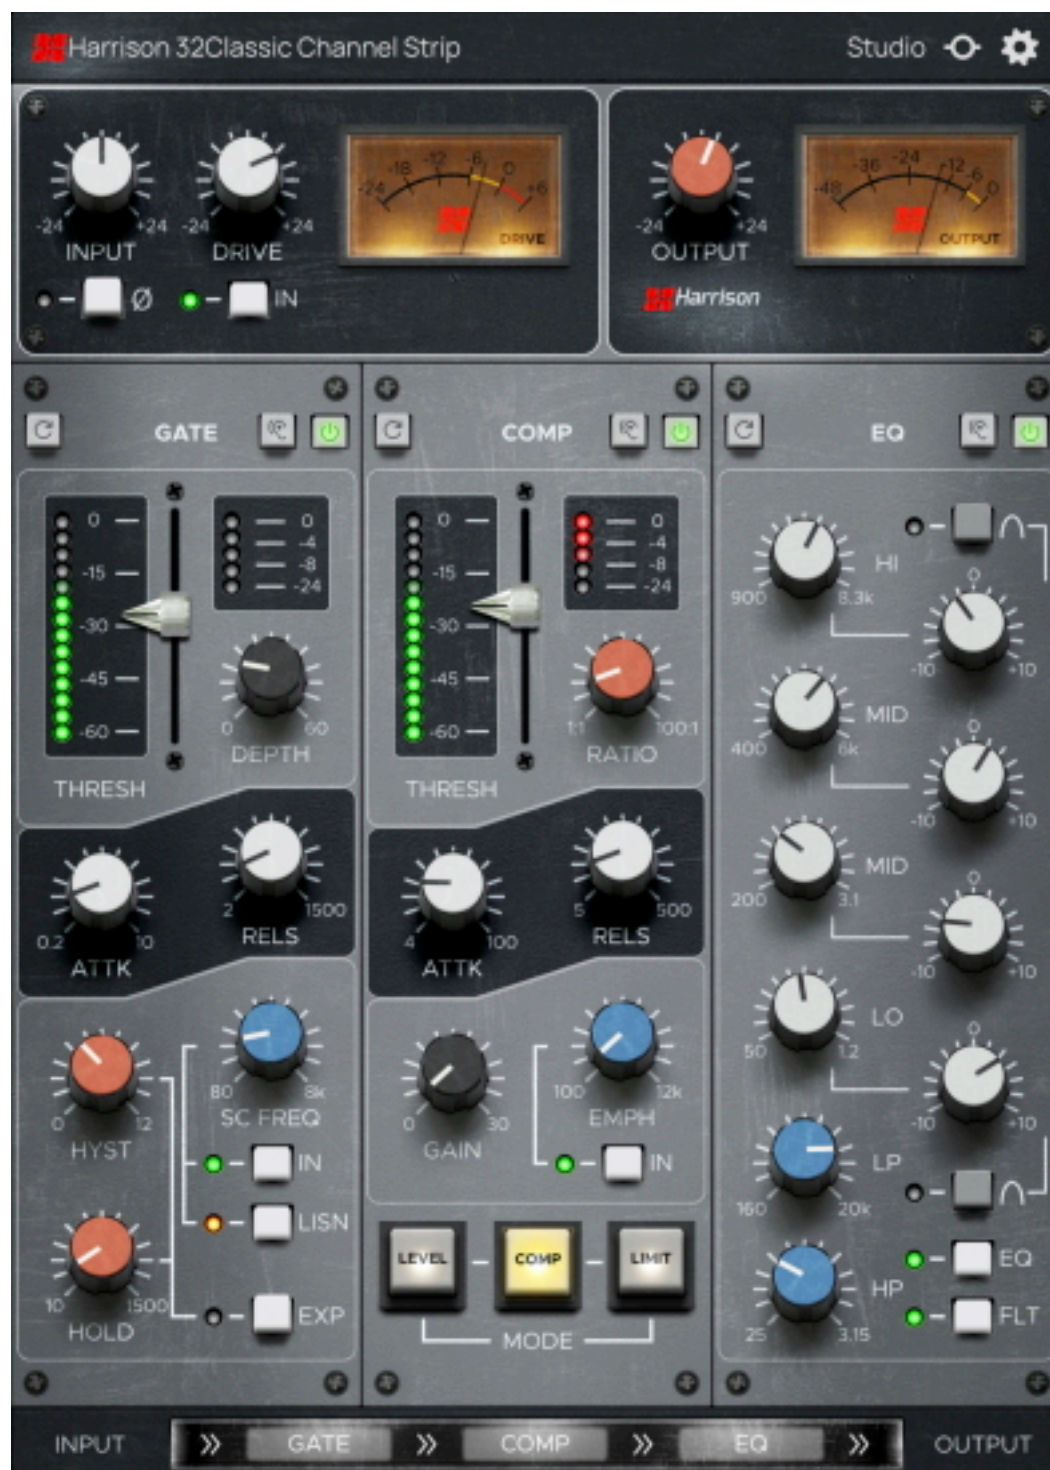 Harrison 32Classic Channel Strip
Studio
-24 -18 -12 -6 0 +6
DRIVE
-24 +24
INPUT
-24 +24
DRIVE
Ø
IN
-48 -36 -24 -12 -6 0
OUTPUT
-24 +24
OUTPUT
Harrison
GATE
0
-15
-30
-45
-60
THRESH
0
-4
-8
-24
0 60
DEPTH
0.2 10
ATTK
2 1500
RELS
0 12
HYST
80 8k
SC FREQ
IN
LISN
10 1500
HOLD
EXP
COMP
0
-15
-30
-45
-60
THRESH
0
-4
-8
-24
1:1 100:1
RATIO
4 100
ATTK
5 500
RELS
0 30
GAIN
100 12k
EMPH
IN
LEVEL
COMP
LIMIT
MODE
EQ
HI
900 8.3k
0
-10 +10
MID
400 6k
0
-10 +10
MID
200 3.1
0
-10 +10
LO
50 1.2
0
-10 +10
LP
160 20k
HP
25 3.15
EQ
FLT
INPUT >> GATE >> COMP >> EQ >> OUTPUT